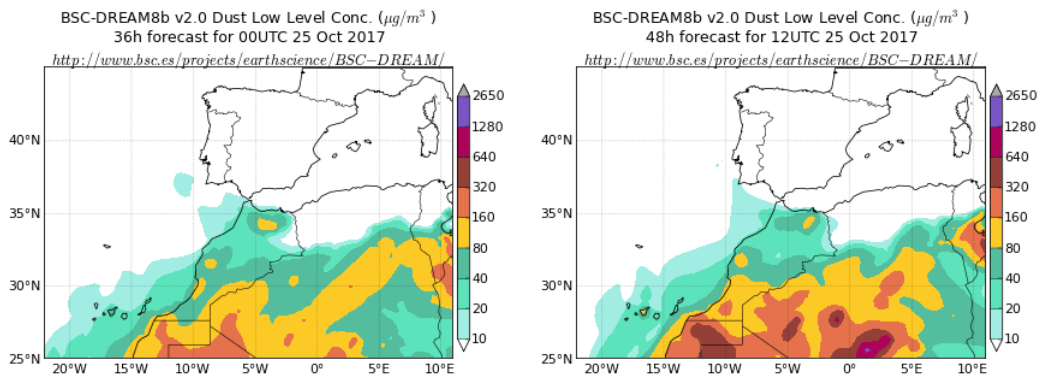 BSC-DREAM8b v2.0 Dust Low Level Conc. (μg/m³ )
36h forecast for 00UTC 25 Oct 2017
http://www.bsc.es/projects/earthscience/BSC−DREAM/
40°N
35°N
30°N
25°N
20°W 15°W 10°W 5°W 0° 5°E 10°E
2650
1280
640
320
160
80
40
20
10
BSC-DREAM8b v2.0 Dust Low Level Conc. (μg/m³ )
48h forecast for 12UTC 25 Oct 2017
http://www.bsc.es/projects/earthscience/BSC−DREAM/
40°N
35°N
30°N
25°N
20°W 15°W 10°W 5°W 0° 5°E 10°E
2650
1280
640
320
160
80
40
20
10